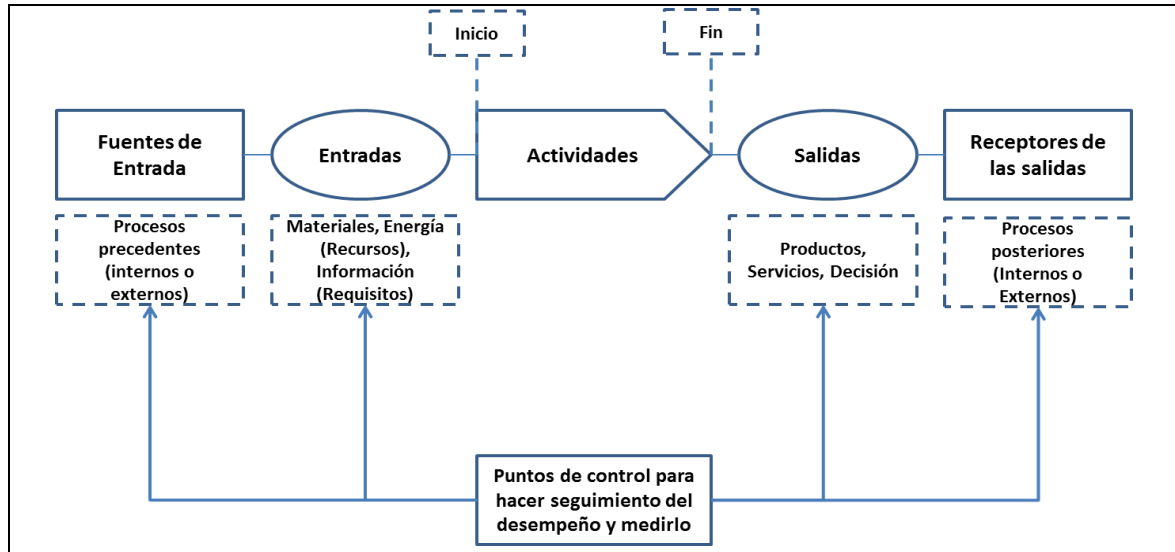 Inicio
Fin
Fuentes de
Entrada
Entradas
Actividades
Salidas
Receptores de
las salidas
Procesos
precedentes
(internos o
externos)
Materiales, Energía
(Recursos),
Información
(Requisitos)
Productos,
Servicios, Decisión
Procesos
posteriores
(Internos o
Externos)
Puntos de control para
hacer seguimiento del
desempeño y medirlo